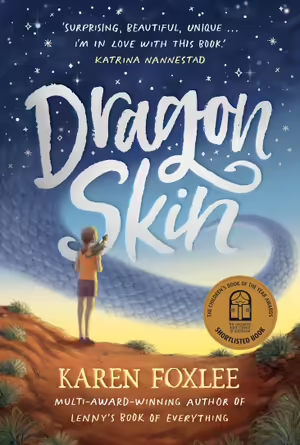 'SURPRISING, BEAUTIFUL, UNIQUE ...
I'M IN LOVE WITH THIS BOOK.'
KATRINA NANNESTAD
Dragon
Skin
THE CHILDREN'S BOOK OF THE YEAR AWARDS
SHORTLISTED BOOK
KAREN FOXLEE
MULTI-AWARD-WINNING AUTHOR OF
LENNY'S BOOK OF EVERYTHING